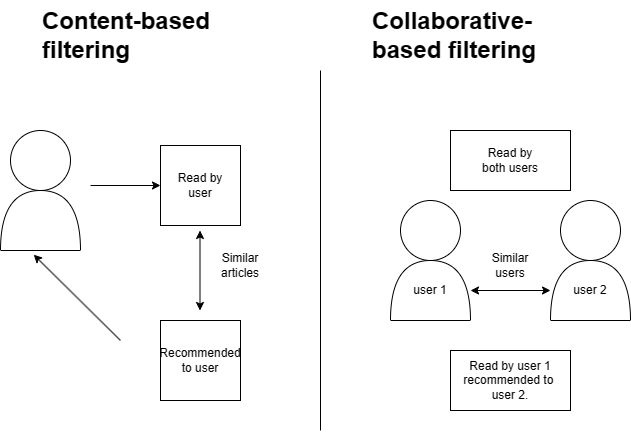 Content-based
filtering
Read by
user
Similar
articles
Recommended
to user
Collaborative-
based filtering
Read by
both users
user 1
Similar
users
user 2
Read by user 1
recommended to
user 2.